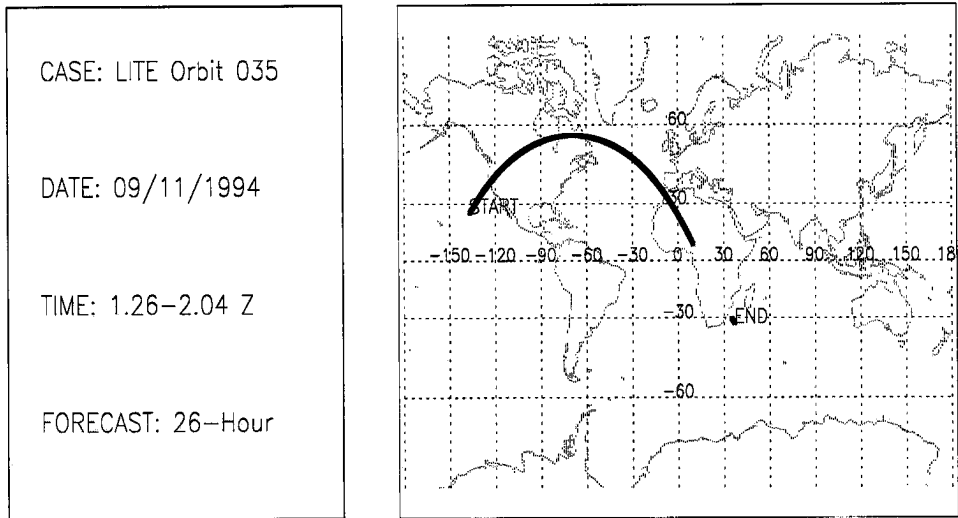 CASE: LITE Orbit 035
DATE: 09/11/1994
TIME: 1.26-2.04 Z
FORECAST: 26-Hour
60
30
START
-150 -120 -90 -60 -30 0 30 60 90 120 150 18
-30
END
-60